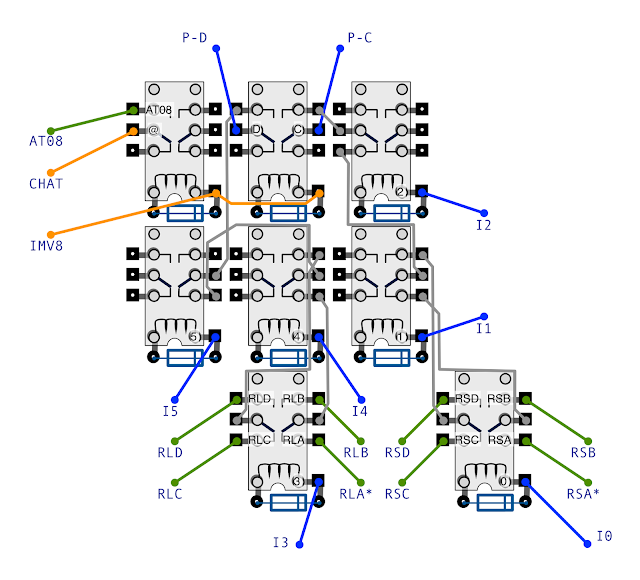 P-D P-C
AT08
@ D C
AT08
CHAT
2
I2
IMV8
I1
5 4 1
I5 I4
RLD RLB RSD RSB
RLC RLA RSC RSA
RLD RLB RSD RSB
3 0
RLC RLA* RSC RSA*
I3 I0